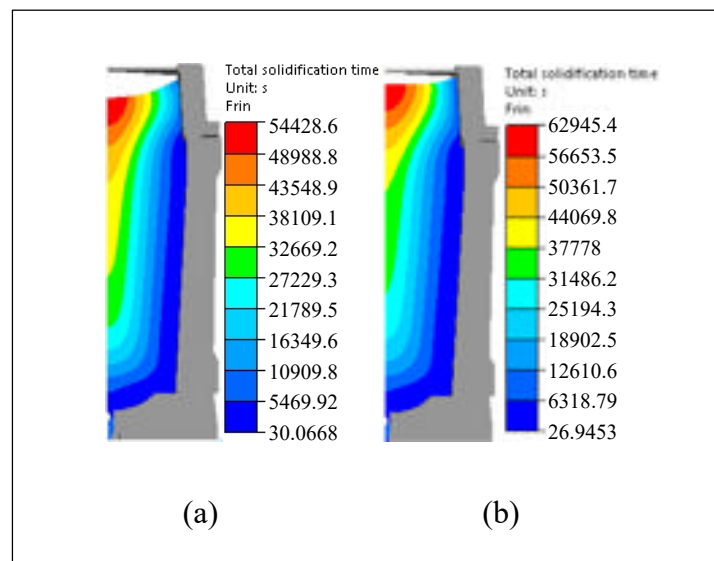 Total solidification time
Unit: s
Frin
54428.6
48988.8
43548.9
38109.1
32669.2
27229.3
21789.5
16349.6
10909.8
5469.92
30.0668
(a)
Total solidification time
Unit: s
Frin
62945.4
56653.5
50361.7
44069.8
37778
31486.2
25194.3
18902.5
12610.6
6318.79
26.9453
(b)